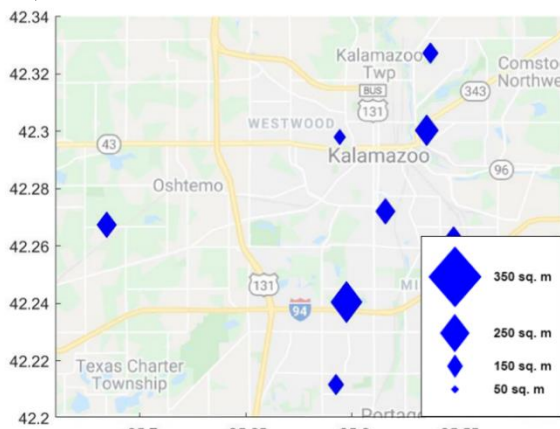 42.34
42.32
42.3
42.28
42.26
42.24
42.22
42.2
Kalamazoo
Twp
BUS
131
Comsto
Northwe
343
WESTWOOD
43
Kalamazoo
96
Oshtemo
131
94
MI
Texas Charter
Township
Portage
350 sq. m
250 sq. m
150 sq. m
50 sq. m